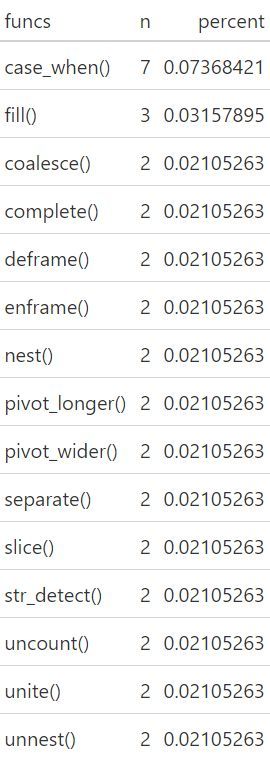 funcs n percent
case_when() 7 0.07368421
fill() 3 0.03157895
coalesce() 2 0.02105263
complete() 2 0.02105263
deframe() 2 0.02105263
enframe() 2 0.02105263
nest() 2 0.02105263
pivot_longer() 2 0.02105263
pivot_wider() 2 0.02105263
separate() 2 0.02105263
slice() 2 0.02105263
str_detect() 2 0.02105263
uncount() 2 0.02105263
unite() 2 0.02105263
unnest() 2 0.02105263